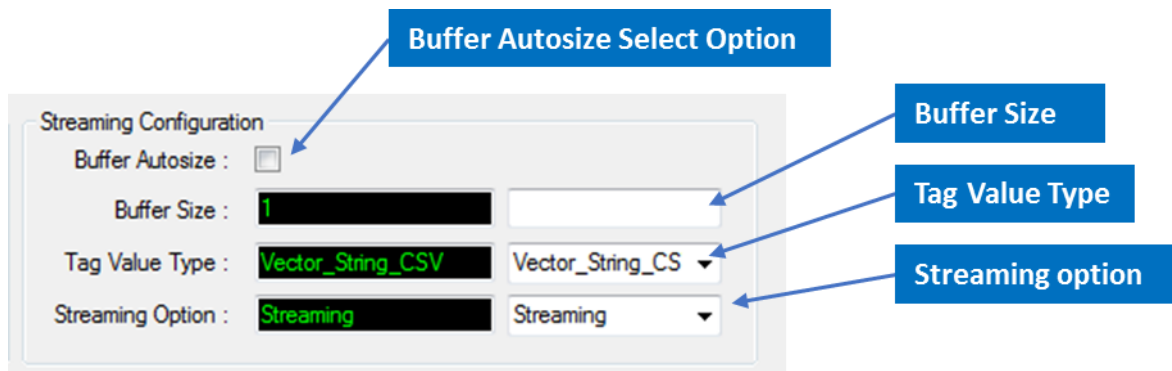 Buffer Autosize Select Option
Buffer Size
Streaming Configuration
Buffer Autosize :
Tag Value Type
Buffer Size : 1
Tag Value Type : Vector_String_CSV Vector_String_CS
Streaming option
Streaming Option : Streaming Streaming